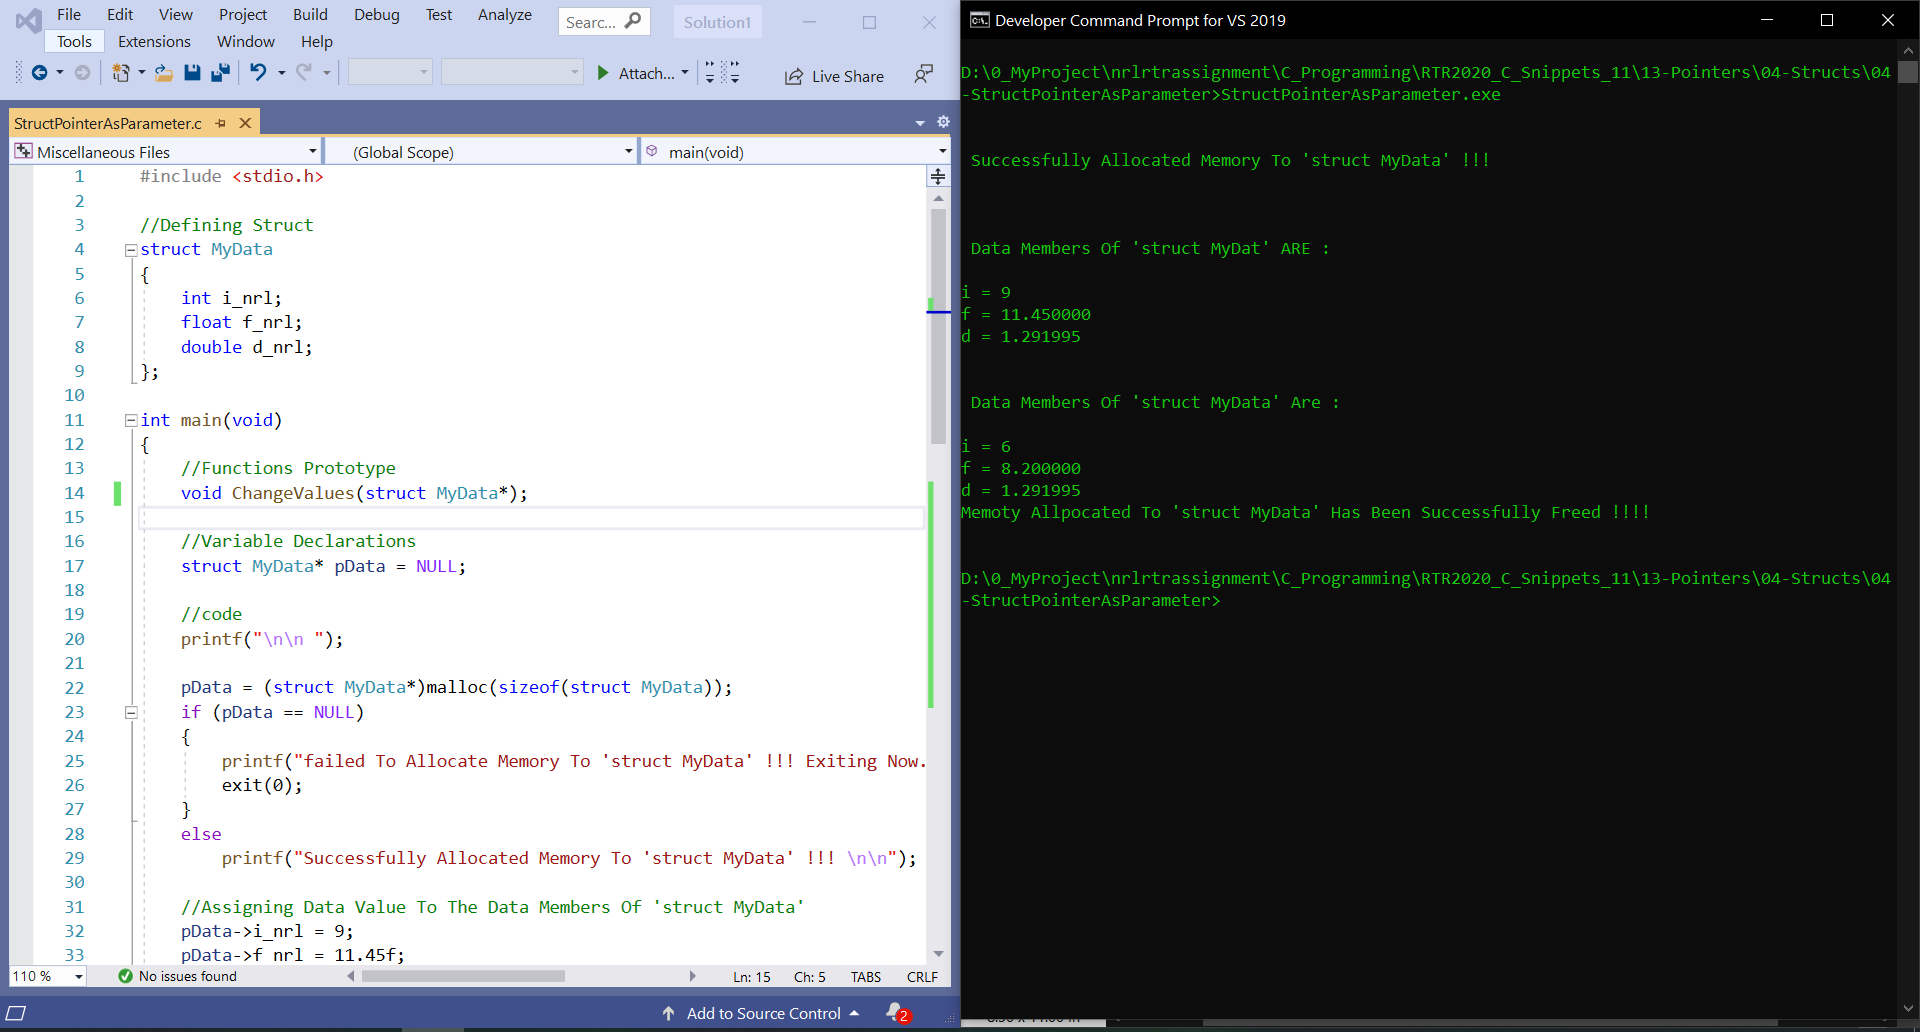 File Edit View Project Build Debug Test Analyze Searc... Solution1
Tools Extensions Window Help
Attach... Live Share
StructPointerAsParameter.c
Miscellaneous Files (Global Scope) main(void)
1 #include <stdio.h>
2
3 //Defining Struct
4 struct MyData
5 {
6 int i_nrl;
7 float f_nrl;
8 double d_nrl;
9 };
10
11 int main(void)
12 {
13 //Functions Prototype
14 void ChangeValues(struct MyData*);
15
16 //Variable Declarations
17 struct MyData* pData = NULL;
18
19 //code
20 printf("\n\n ");
21
22 pData = (struct MyData*)malloc(sizeof(struct MyData));
23 if (pData == NULL)
24 {
25 printf("failed To Allocate Memory To 'struct MyData' !!! Exiting Now.
26 exit(0);
27 }
28 else
29 printf("Successfully Allocated Memory To 'struct MyData' !!! \n\n");
30
31 //Assigning Data Value To The Data Members Of 'struct MyData'
32 pData->i_nrl = 9;
33 pData->f_nrl = 11.45f;
110 % No issues found Ln: 15 Ch: 5 TABS CRLF
Add to Source Control 2
Developer Command Prompt for VS 2019
D:\0_MyProject\nrlrtrassignment\C_Programming\RTR2020_C_Snippets_11\13-Pointers\04-Structs\04
-StructPointerAsParameter>StructPointerAsParameter.exe
Successfully Allocated Memory To 'struct MyData' !!!
Data Members Of 'struct MyDat' ARE :
i = 9
f = 11.450000
d = 1.291995
Data Members Of 'struct MyData' Are :
i = 6
f = 8.200000
d = 1.291995
Memoty Allpocated To 'struct MyData' Has Been Successfully Freed !!!!
D:\0_MyProject\nrlrtrassignment\C_Programming\RTR2020_C_Snippets_11\13-Pointers\04-Structs\04
-StructPointerAsParameter>